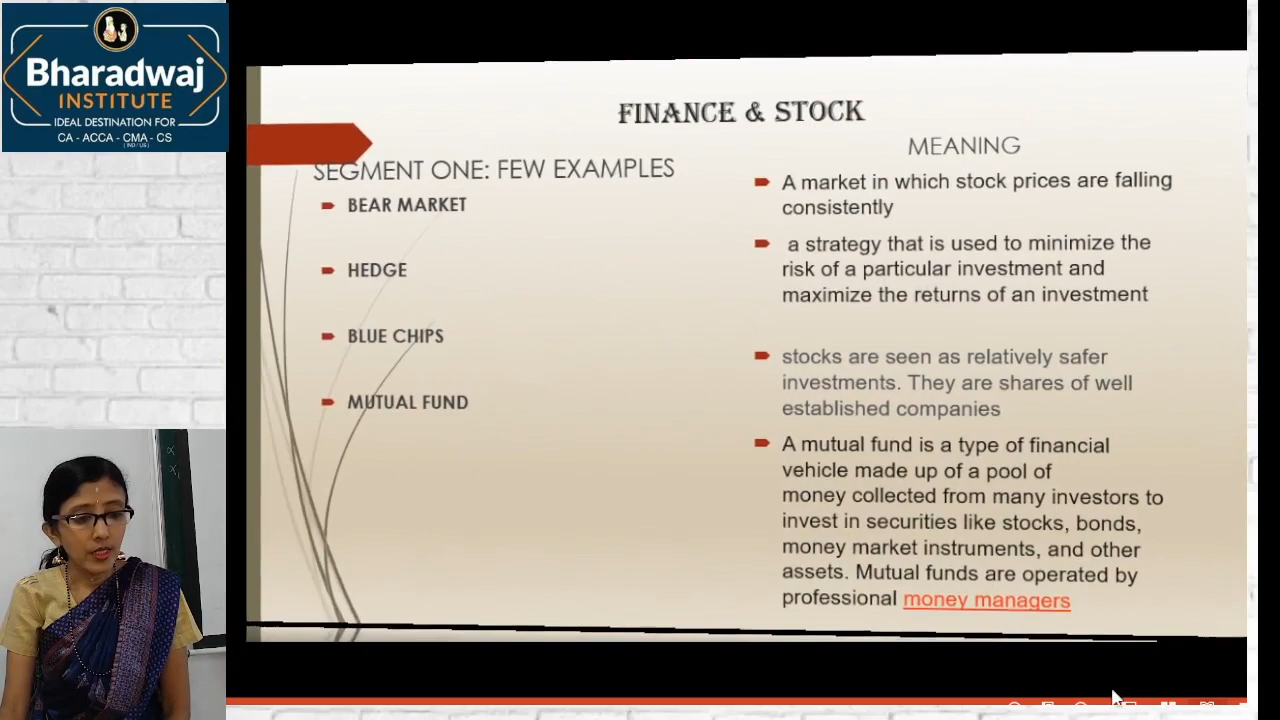 Bharadwaj
INSTITUTE
IDEAL DESTINATION FOR
CA - ACCA - CMA - CS
( IND / US )
FINANCE & STOCK
SEGMENT ONE: FEW EXAMPLES
BEAR MARKET
HEDGE
BLUE CHIPS
MUTUAL FUND
MEANING
A market in which stock prices are falling
consistently
a strategy that is used to minimize the
risk of a particular investment and
maximize the returns of an investment
stocks are seen as relatively safer
investments. They are shares of well
established companies
A mutual fund is a type of financial
vehicle made up of a pool of
money collected from many investors to
invest in securities like stocks, bonds,
money market instruments, and other
assets. Mutual funds are operated by
professional money managers